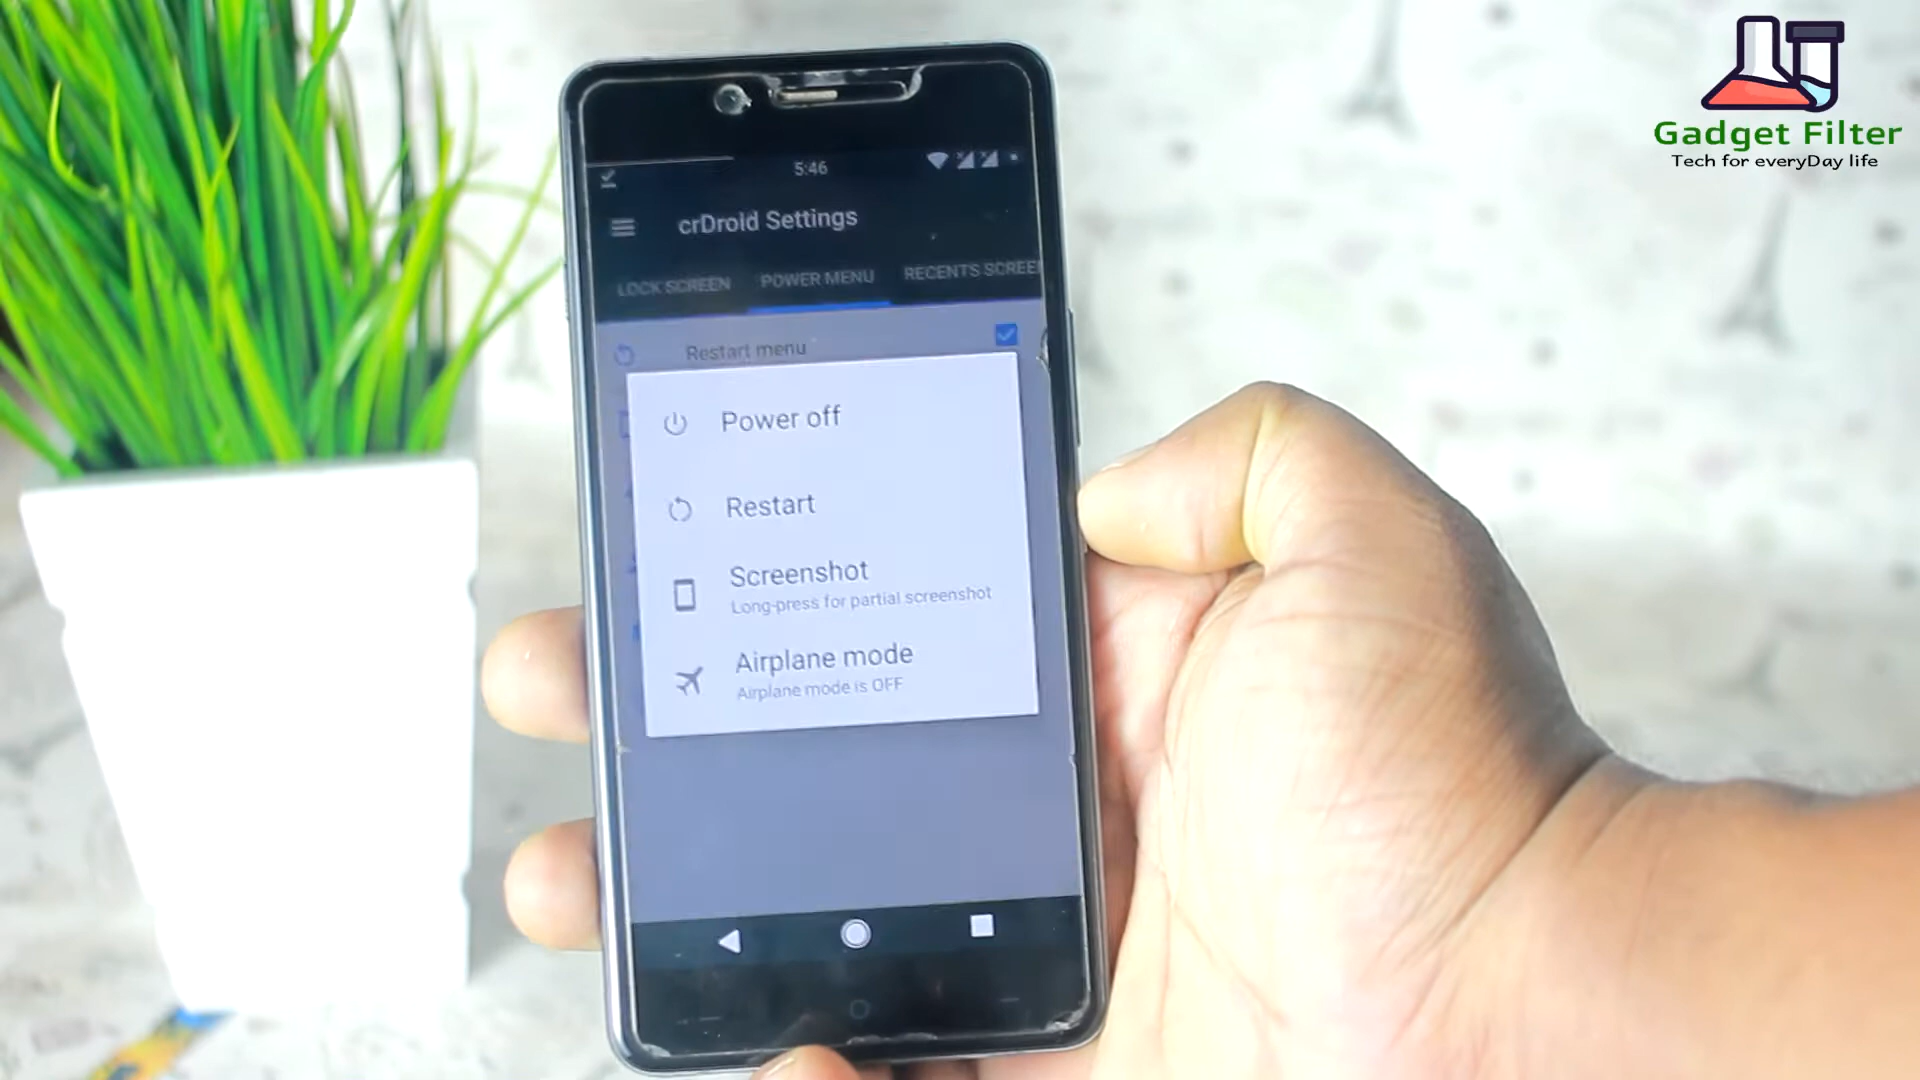 Gadget Filter
Tech for everyDay life
5:46
crDroid Settings
LOCK SCREEN POWER MENU RECENTS SCREE
Restart menu
Power off
Restart
Screenshot
Long-press for partial screenshot
Airplane mode
Airplane mode is OFF